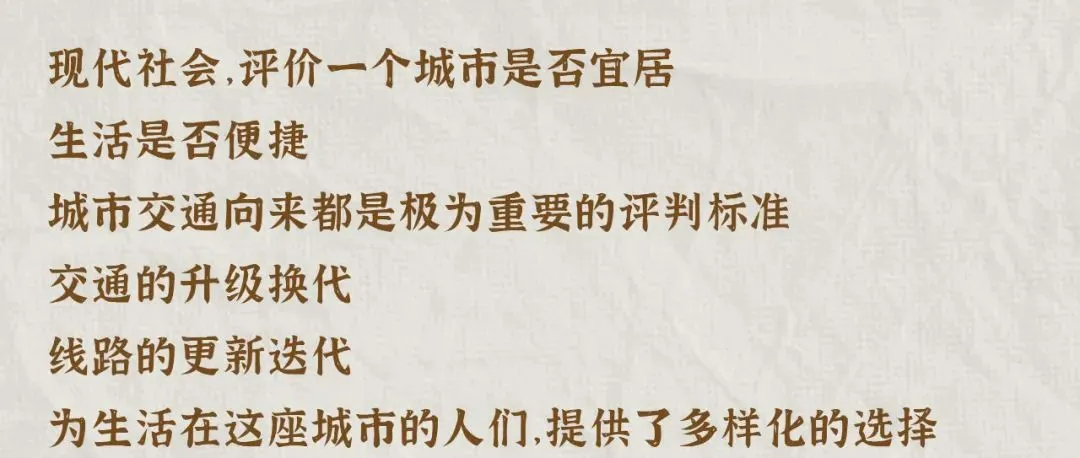 现代社会,评价一个城市是否宜居
生活是否便捷
城市交通向来都是极为重要的评判标准
交通的升级换代
线路的更新迭代
为生活在这座城市的人们,提供了多样化的选择